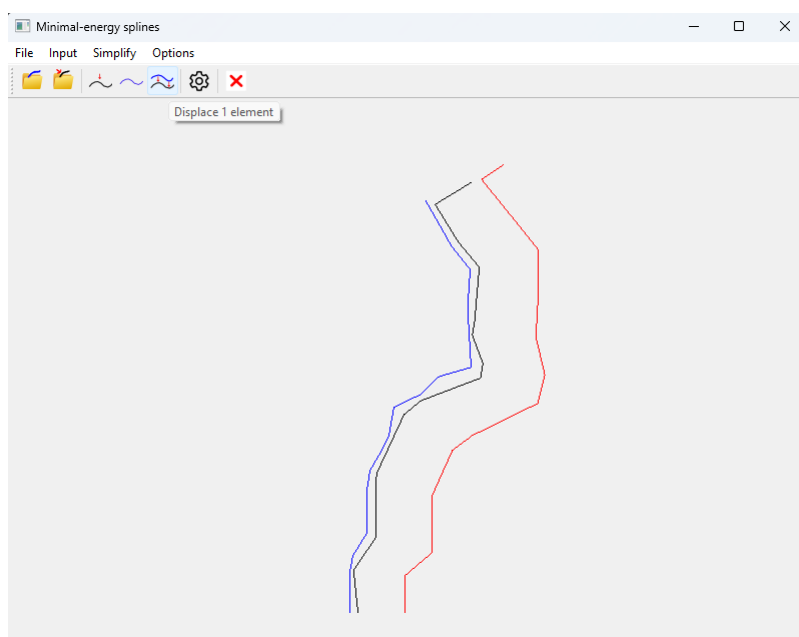 Minimal-energy splines
File Input Simplify Options
Displace 1 element